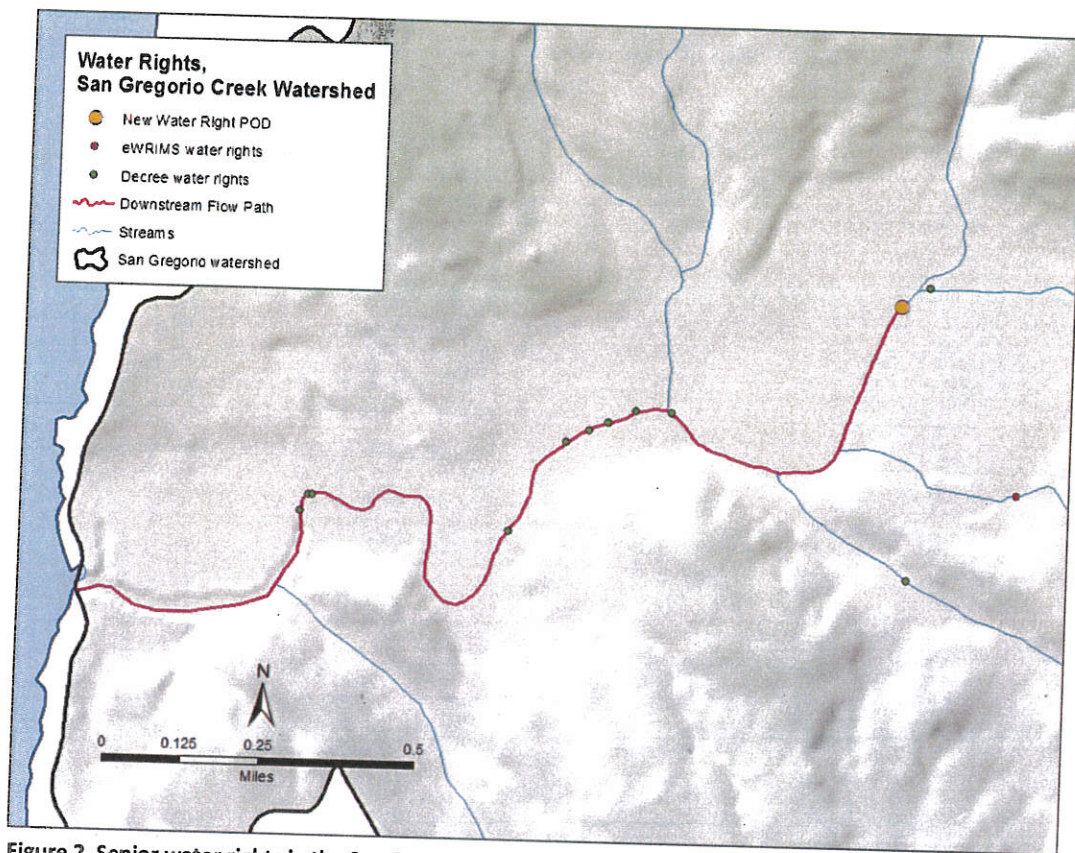 Water Rights,
San Gregorio Creek Watershed
New Water Right POD
eWRIMS water rights
Decree water rights
Downstream Flow Path
Streams
San Gregorio watershed
N
0 0.125 0.25 0.5
Miles
Figure 2. Senior water rights in the San